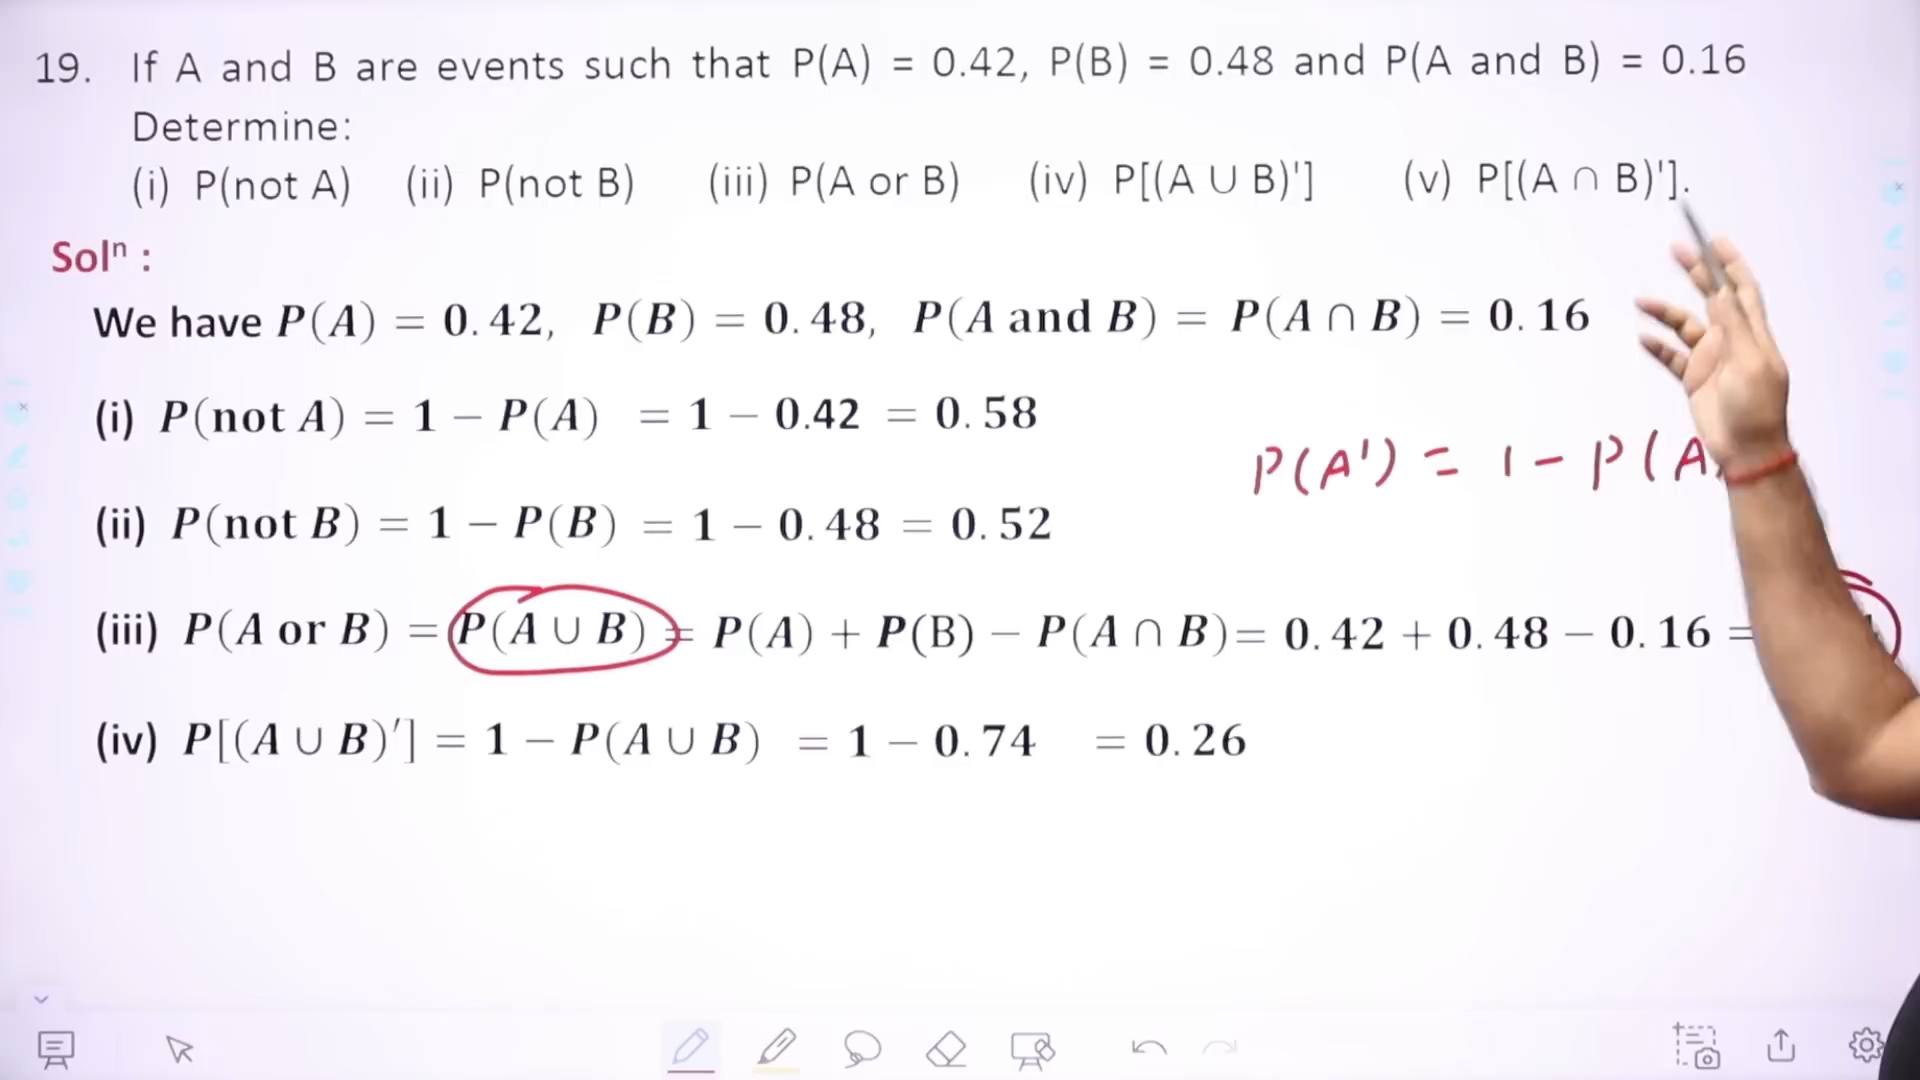 19. If A and B are events such that P(A) = 0.42, P(B) = 0.48 and P(A and B) = 0.16
Determine:
(i) P(not A) (ii) P(not B) (iii) P(A or B) (iv) P[(A ∪ B)'] (v) P[(A ∩ B)'].
Solⁿ :
We have P(A) = 0.42, P(B) = 0.48, P(A and B) = P(A ∩ B) = 0.16
(i) P(not A) = 1 − P(A) = 1 − 0.42 = 0.58
P(A') = 1 - P(A
(ii) P(not B) = 1 − P(B) = 1 − 0.48 = 0.52
(iii) P(A or B) = P(A ∪ B) = P(A) + P(B) − P(A ∩ B) = 0.42 + 0.48 − 0.16 =
(iv) P[(A ∪ B)'] = 1 − P(A ∪ B) = 1 − 0.74 = 0.26